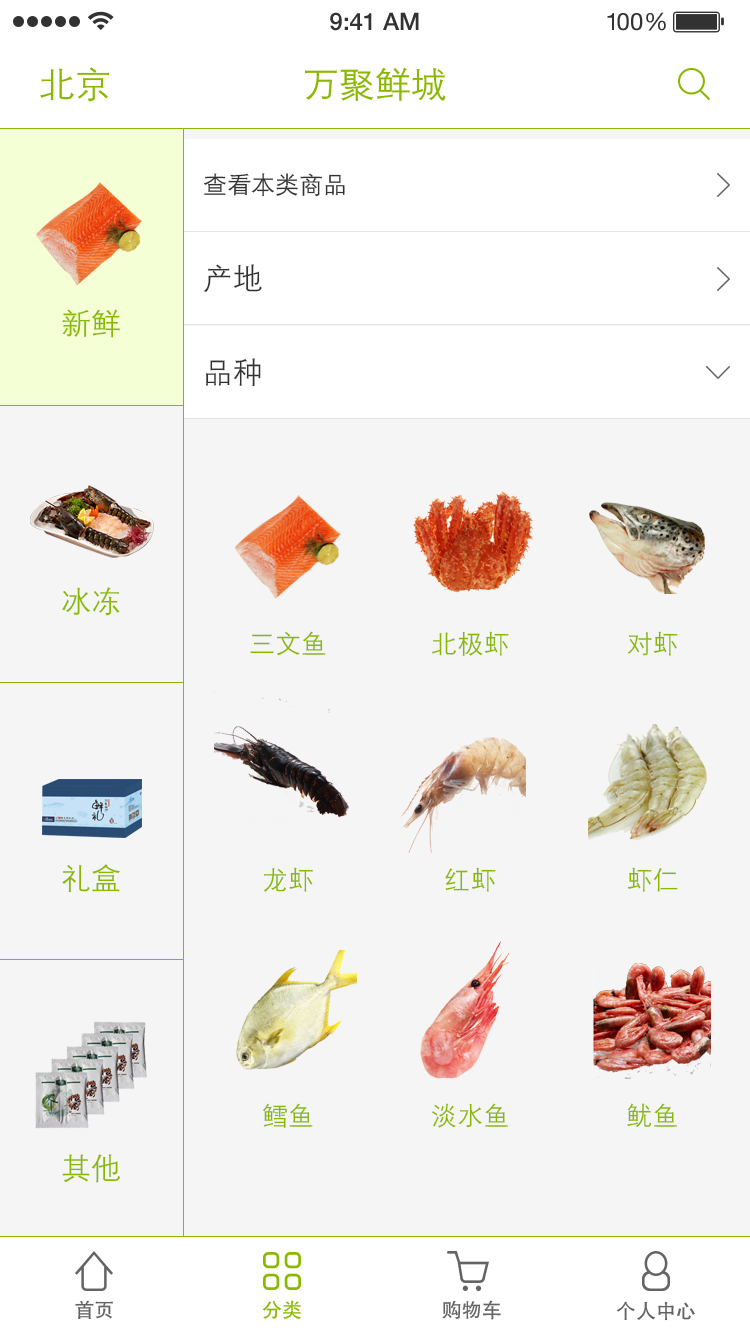 9:41 AM 100%
北京 万聚鲜城
新鲜
冰冻
礼盒
其他
查看本类商品
产地
品种
三文鱼 北极虾 对虾
龙虾 红虾 虾仁
鳕鱼 淡水鱼 鱿鱼
首页 分类 购物车 个人中心